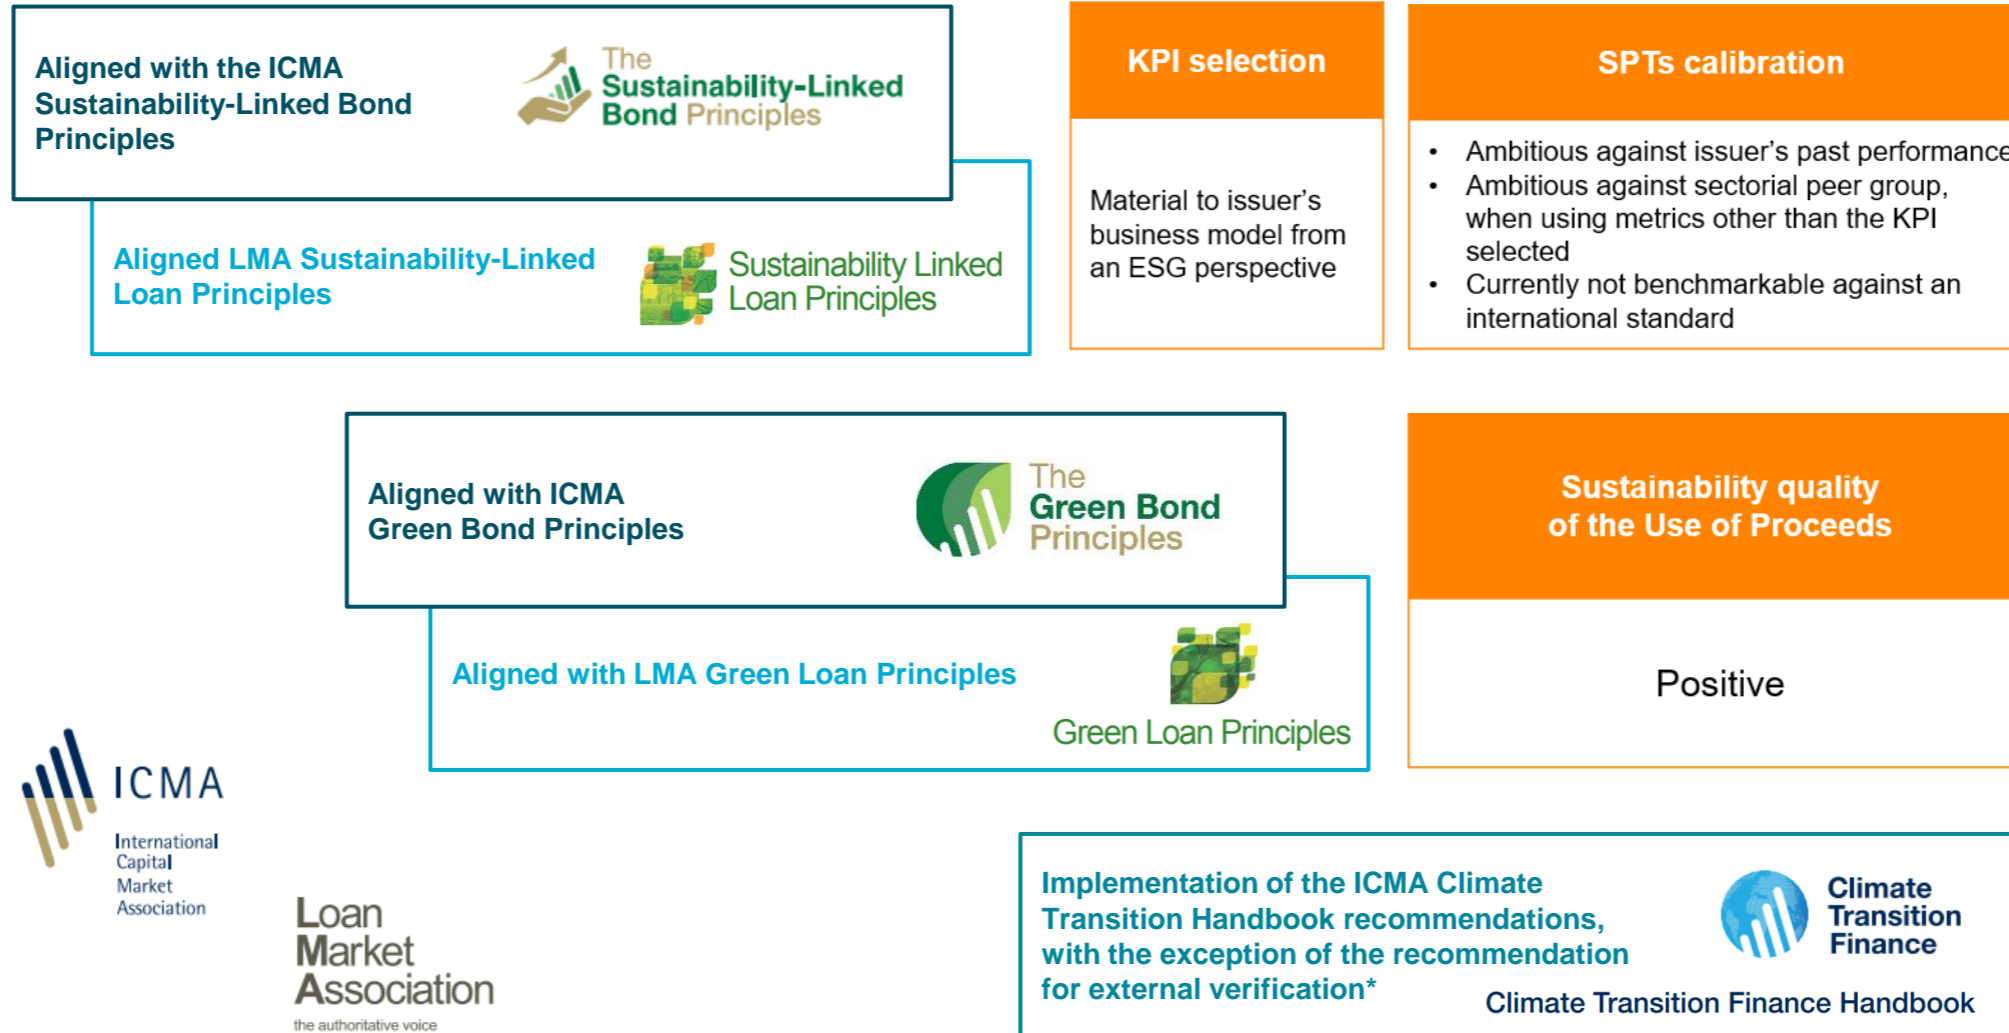 Aligned with the ICMA
Sustainability-Linked Bond
Principles
The
Sustainability-Linked
Bond Principles
Aligned LMA Sustainability-Linked
Loan Principles
Sustainability Linked
Loan Principles
KPI selection
Material to issuer's
business model from
an ESG perspective
SPTs calibration
• Ambitious against issuer's past performance
• Ambitious against sectorial peer group,
when using metrics other than the KPI
selected
• Currently not benchmarkable against an
international standard
Aligned with ICMA
Green Bond Principles
The
Green Bond
Principles
Aligned with LMA Green Loan Principles
Green Loan Principles
Sustainability quality
of the Use of Proceeds
Positive
ICMA
International
Capital
Market
Association
Loan
Market
Association
the authoritative voice
Implementation of the ICMA Climate
Transition Handbook recommendations,
with the exception of the recommendation
for external verification*
Climate
Transition
Finance
Climate Transition Finance Handbook